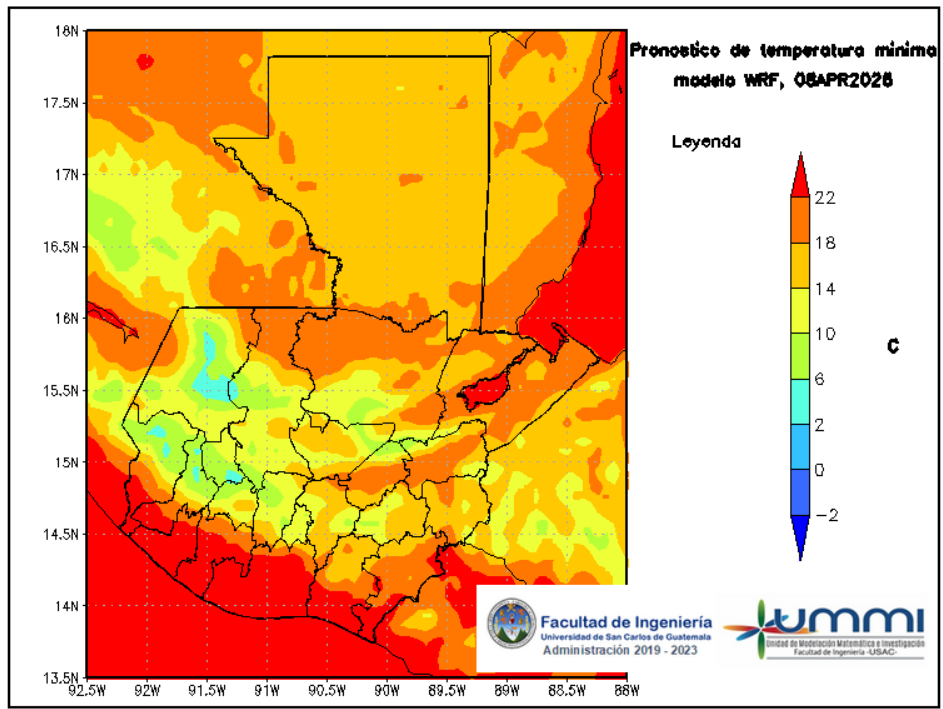 18N
17.5N
17N
16.5N
16N
15.5N
15N
14.5N
14N
13.5N
92.5W
92W
91.5W
91W
90.5W
90W
89.5W
89W
88.5W
88W
Pronostico de temperatura minima
modelo WRF, 08APR2026
Leyenda
22
18
14
10
6
2
0
−2
C
Facultad de Ingeniería
Universidad de San Carlos de Guatemala
Administración 2019 - 2023
UMMI
Unidad de Modelación Matemática e Investigación
Facultad de Ingeniería -USAC-